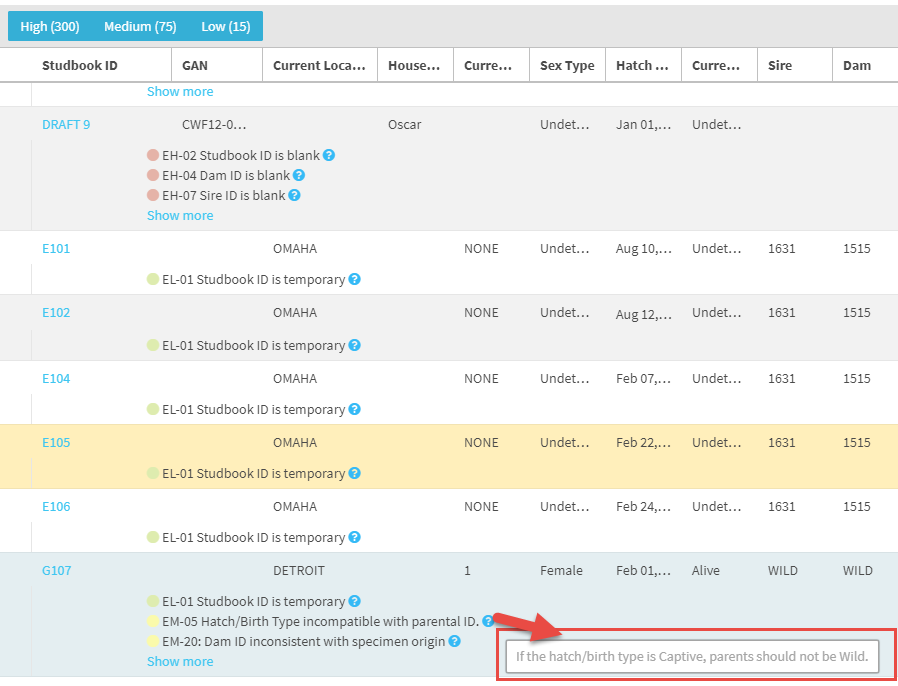 High (300) Medium (75) Low (15)
Studbook ID GAN Current Loca... House... Curre... Sex Type Hatch ... Curre... Sire Dam
Show more
DRAFT 9 CWF12-0... Oscar Undet... Jan 01,... Undet...
EH-02 Studbook ID is blank ?
EH-04 Dam ID is blank ?
EH-07 Sire ID is blank ?
Show more
E101 OMAHA NONE Undet... Aug 10,... Undet... 1631 1515
EL-01 Studbook ID is temporary ?
E102 OMAHA NONE Undet... Aug 12,... Undet... 1631 1515
EL-01 Studbook ID is temporary ?
E104 OMAHA NONE Undet... Feb 07,... Undet... 1631 1515
EL-01 Studbook ID is temporary ?
E105 OMAHA NONE Undet... Feb 22,... Undet... 1631 1515
EL-01 Studbook ID is temporary ?
E106 OMAHA NONE Undet... Feb 24,... Undet... 1631 1515
EL-01 Studbook ID is temporary ?
G107 DETROIT 1 Female Feb 01,... Alive WILD WILD
EL-01 Studbook ID is temporary ?
EM-05 Hatch/Birth Type incompatible with parental ID. ?
EM-20: Dam ID inconsistent with specimen origin ?
Show more
If the hatch/birth type is Captive, parents should not be Wild.